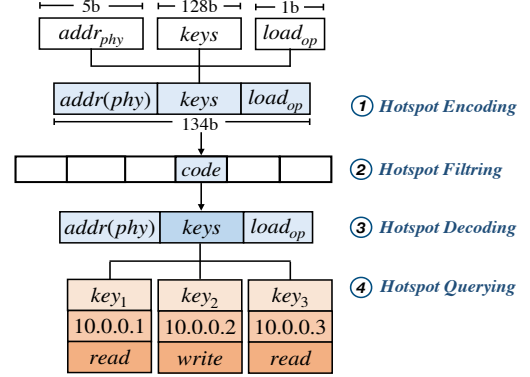 5b 128b 1b
addr_phy keys load_op
addr(phy) keys load_op ① Hotspot Encoding
134b
code ② Hotspot Filtring
addr(phy) keys load_op ③ Hotspot Decoding
④ Hotspot Querying
key_1 key_2 key_3
10.0.0.1 10.0.0.2 10.0.0.3
read write read